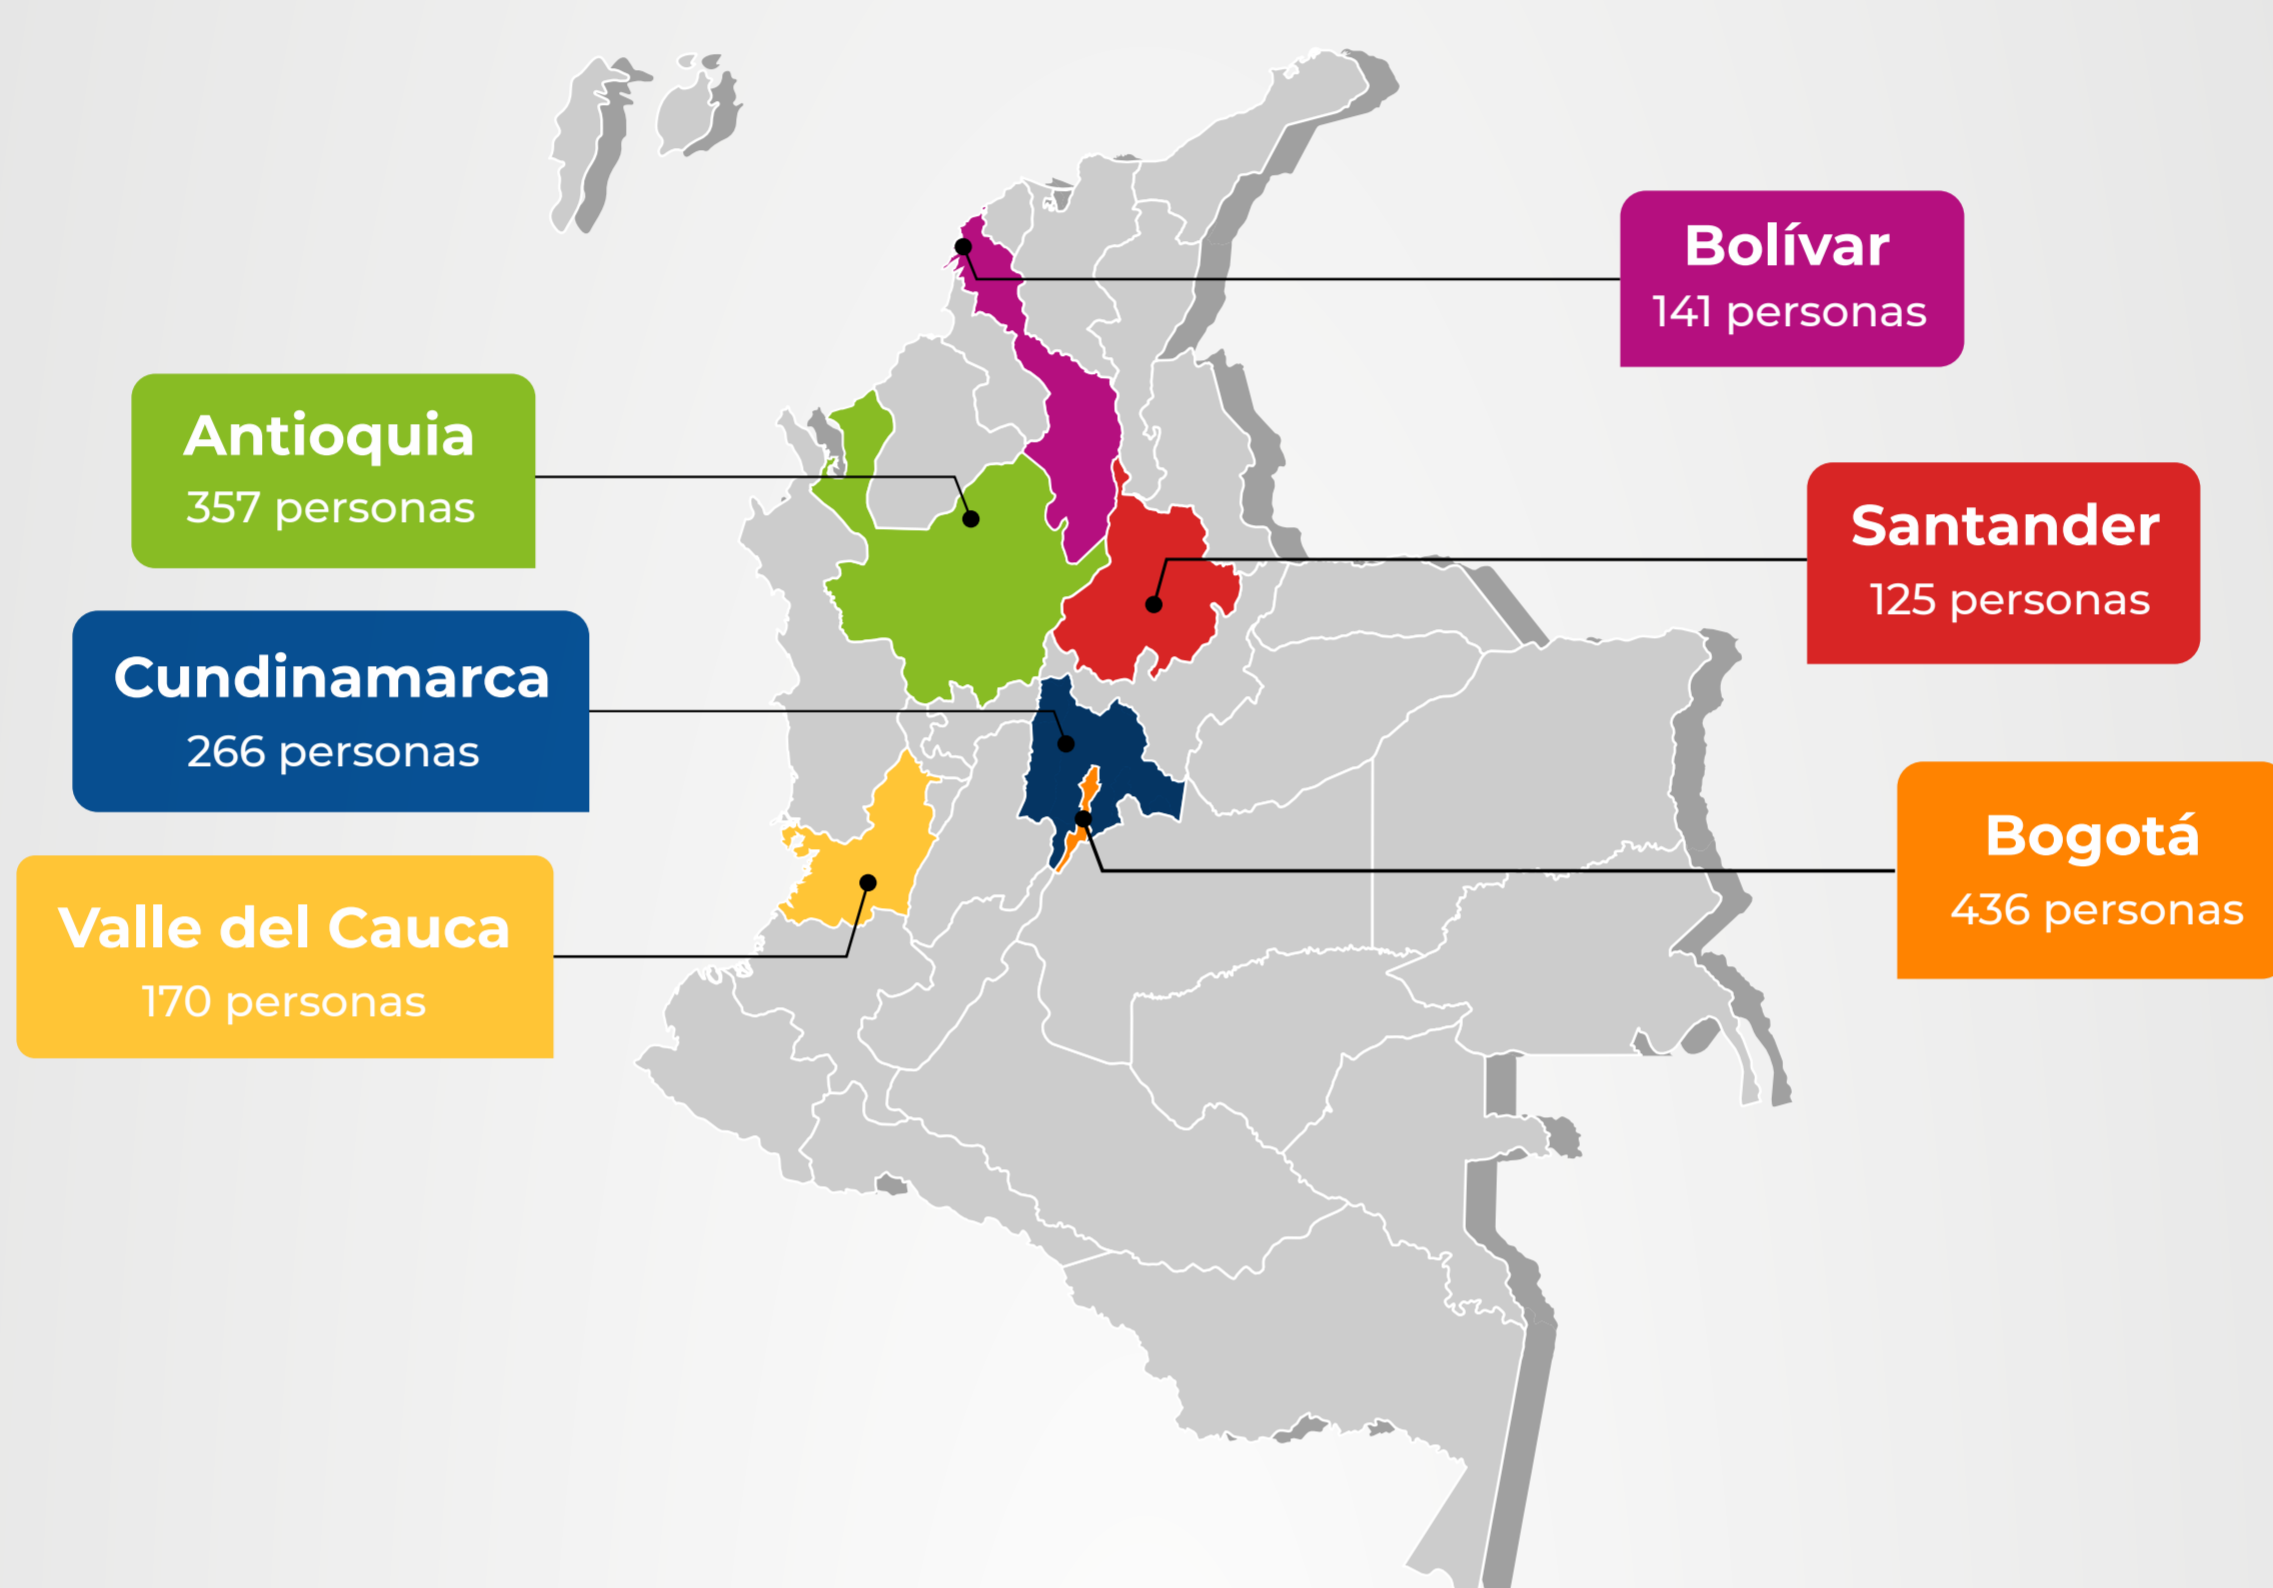 Bolívar
141 personas
Antioquia
357 personas
Santander
125 personas
Cundinamarca
266 personas
Bogotá
436 personas
Valle del Cauca
170 personas